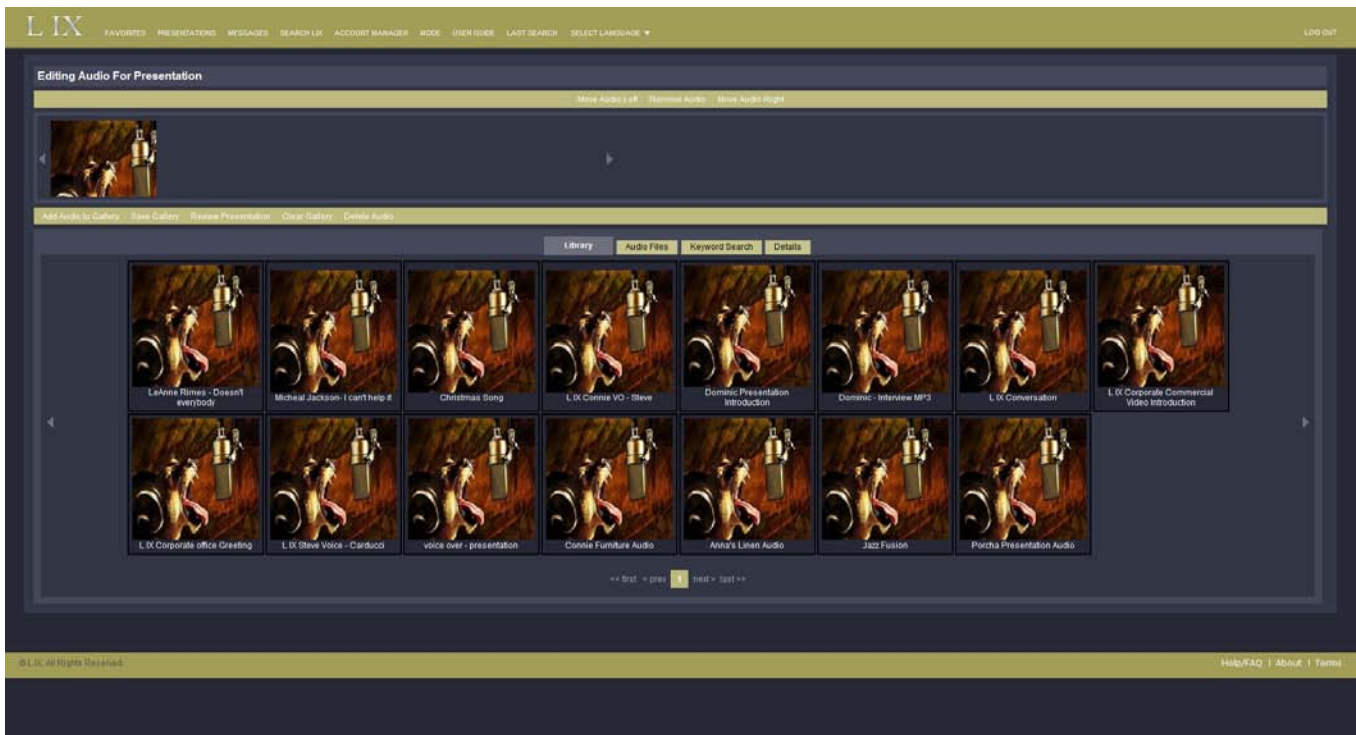 L IX FAVORITES PRESENTATIONS MESSAGES SEARCH LIX ACCOUNT MANAGER MODE USER GUIDE LAST SEARCH SELECT LANGUAGE ▼ LOG OUT
Editing Audio For Presentation
Move Audio Left Remove Audio Move Audio Right
Add Audio to Gallery Save Gallery Review Presentation Clear Gallery Delete Audio
Library Audio Files Keyword Search Details
LeAnne Rimes - Doesn't everybody
Micheal Jackson- I can't help it
Christmas Song
L IX Connie VO - Steve
Dominic Presentation Introduction
Dominic - Interview MP3
L IX Conversation
L IX Corporate Commercial Video Introduction
L IX Corporate office Greeting
L IX Steve Voice - Carducci
voice over - presentation
Connie Furniture Audio
Anna's Linen Audio
Jazz Fusion
Porcha Presentation Audio
<< first < prev 1 next > last >>
© L IX, All Rights Reserved. Help/FAQ | About | Terms